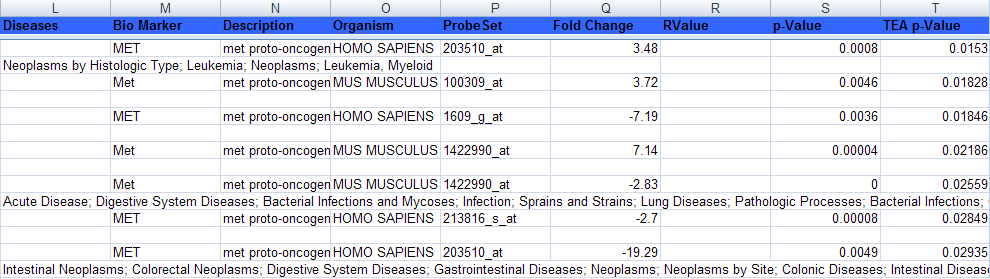 L M N O P Q R S T
Diseases Bio Marker Description Organism ProbeSet Fold Change RValue p-Value TEA p-Value
MET met proto-oncogen HOMO SAPIENS 203510_at 3.48 0.0008 0.0153
Neoplasms by Histologic Type; Leukemia; Neoplasms; Leukemia, Myeloid
Met met proto-oncogen MUS MUSCULUS 100309_at 3.72 0.0046 0.01828
MET met proto-oncogen HOMO SAPIENS 1609_g_at -7.19 0.0036 0.01846
Met met proto-oncogen MUS MUSCULUS 1422990_at 7.14 0.00004 0.02186
Met met proto-oncogen MUS MUSCULUS 1422990_at -2.83 0 0.02559
Acute Disease; Digestive System Diseases; Bacterial Infections and Mycoses; Infection; Sprains and Strains; Lung Diseases; Pathologic Processes; Bacterial Infections;
MET met proto-oncogen HOMO SAPIENS 213816_s_at -2.7 0.00008 0.02849
MET met proto-oncogen HOMO SAPIENS 203510_at -19.29 0.0049 0.02935
Intestinal Neoplasms; Colorectal Neoplasms; Digestive System Diseases; Gastrointestinal Diseases; Neoplasms; Neoplasms by Site; Colonic Diseases; Intestinal Diseas